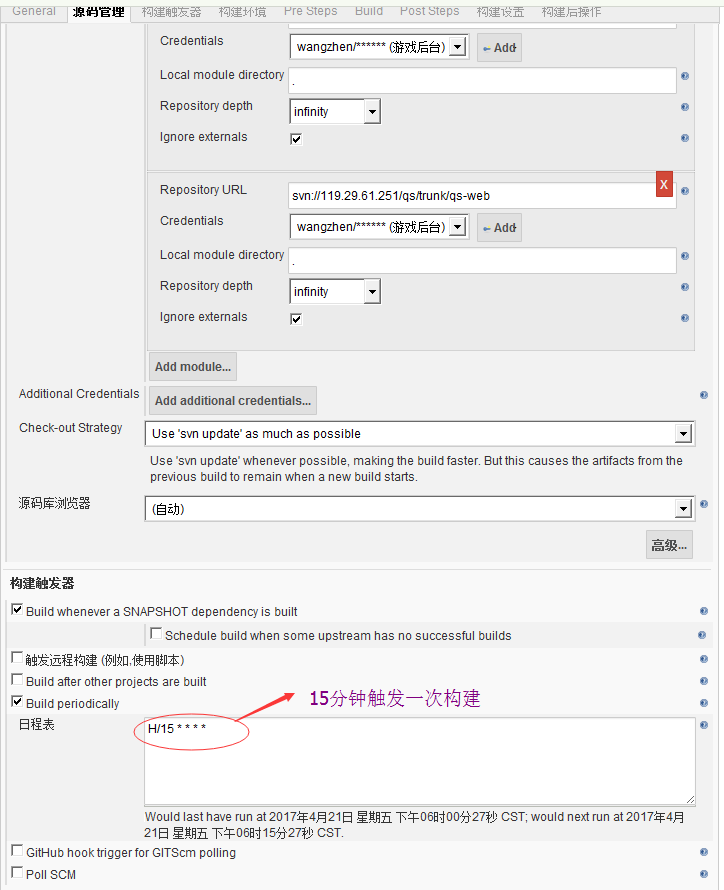 General 源码管理 构建触发器 构建环境 Pre Steps Build Post Steps 构建设置 构建后操作
Credentials wangzhen/****** (游戏后台) Add
Local module directory .
Repository depth infinity
Ignore externals
Repository URL svn://119.29.61.251/qs/trunk/qs-web X
Credentials wangzhen/****** (游戏后台) Add
Local module directory .
Repository depth infinity
Ignore externals
Add module...
Additional Credentials Add additional credentials...
Check-out Strategy Use 'svn update' as much as possible
Use 'svn update' whenever possible, making the build faster. But this causes the artifacts from the
previous build to remain when a new build starts.
源码库浏览器 (自动)
高级...
构建触发器
Build whenever a SNAPSHOT dependency is built
Schedule build when some upstream has no successful builds
触发远程构建 (例如,使用脚本)
Build after other projects are built
Build periodically 15分钟触发一次构建
日程表 H/15 * * * *
Would last have run at 2017年4月21日 星期五 下午06时00分27秒 CST; would next run at 2017年4月
21日 星期五 下午06时15分27秒 CST.
GitHub hook trigger for GITScm polling
Poll SCM